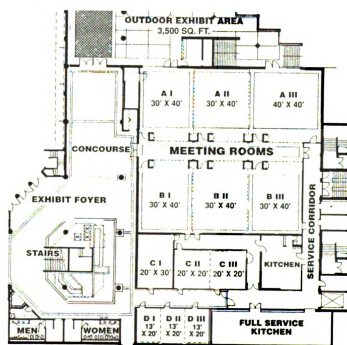 OUTDOOR EXHIBIT AREA
3,500 SQ. FT.
A I
30' X 40'
A II
30' X 40'
A III
40' X 40'
CONCOURSE
MEETING ROOMS
B I
30' X 40'
B II
30' X 40'
B III
30' X 40'
EXHIBIT FOYER
SERVICE CORRIDOR
STAIRS
C I
20' X 30'
C II
20' X 20'
C III
20' X 20'
KITCHEN
D I
13'
X 20'
D II
13'
X 20'
D III
13'
X 20'
FULL SERVICE
KITCHEN
MEN
WOMEN